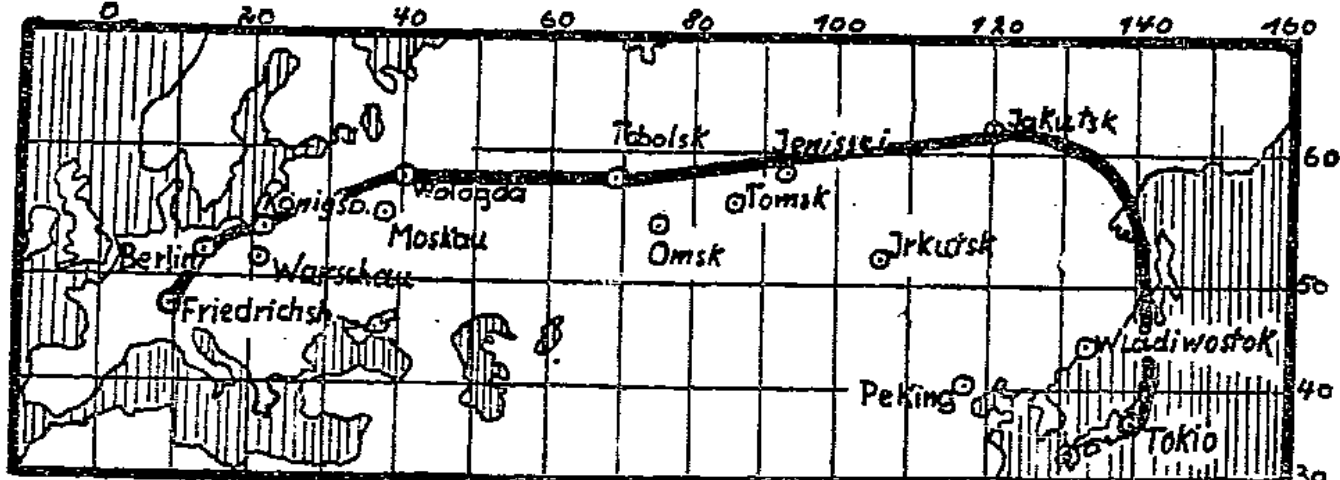 0 20 40 60 80 100 120 140 160
Jakutsk
Tobolsk Jenissei 60
Königsb. Wologda Tomsk
Moskau
Berlin Omsk Irkutsk
Warschau
50
Friedrichsh
Wladiwostok
Peking 40
Tokio
30